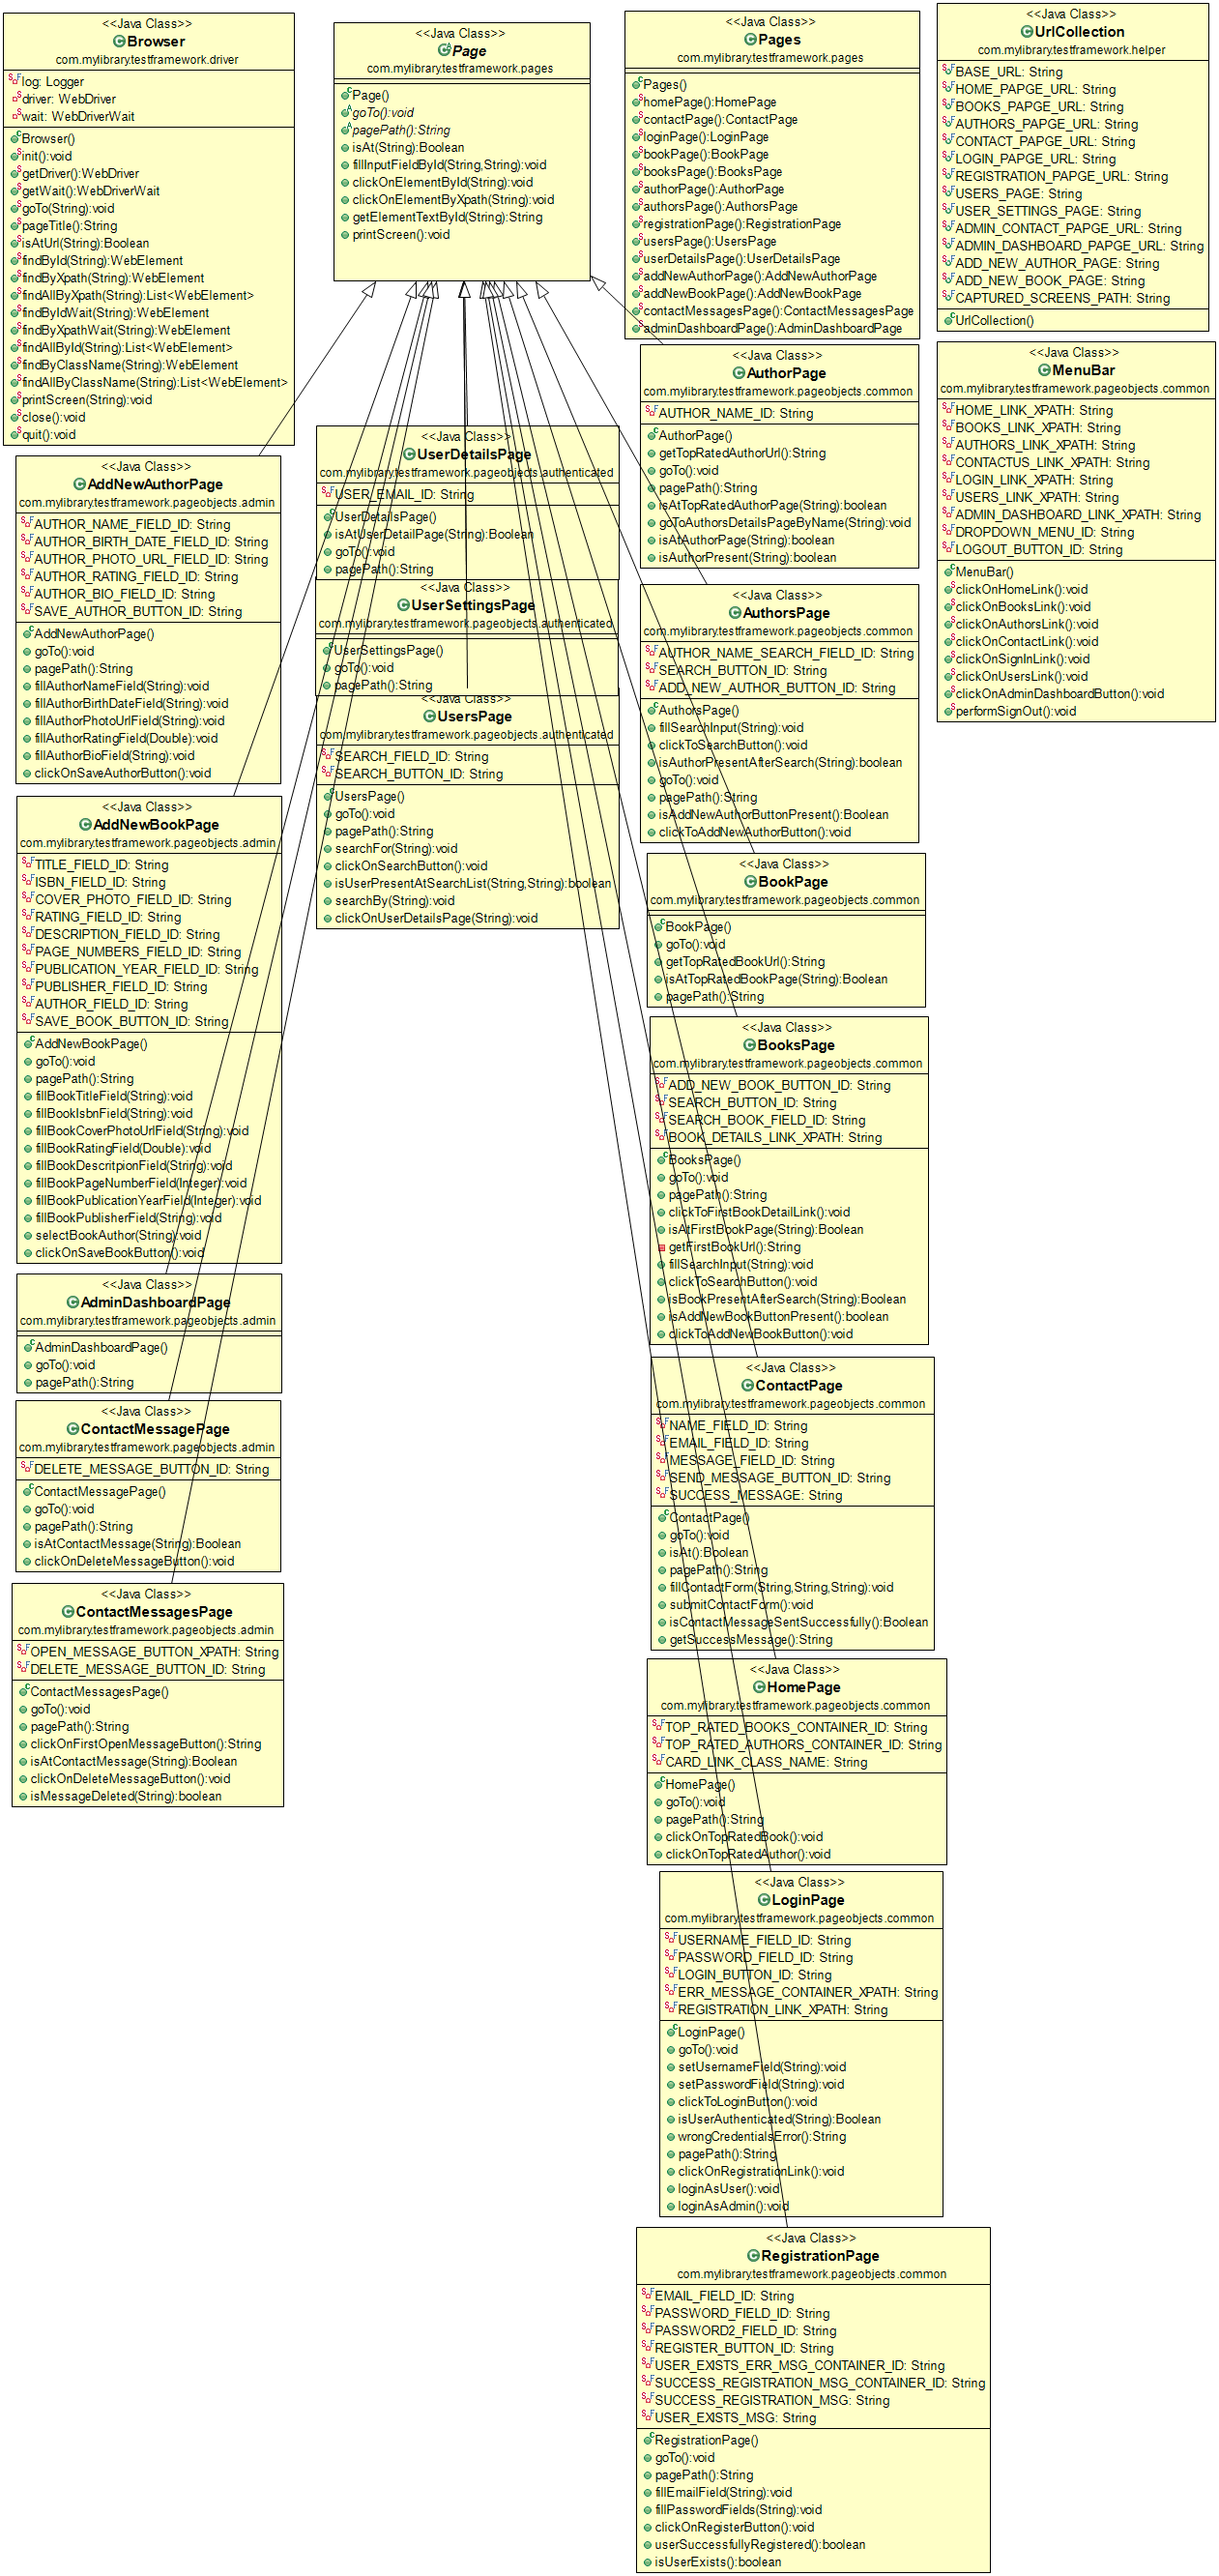 <<Java Class>>
Browser
com.mylibrary.testframework.driver
log: Logger
driver: WebDriver
wait: WebDriverWait
Browser()
init():void
getDriver():WebDriver
getWait():WebDriverWait
goTo(String):void
pageTitle():String
isAtUrl(String):Boolean
findById(String):WebElement
findByXpath(String):WebElement
findAllByXpath(String):List<WebElement>
findByIdWait(String):WebElement
findByXpathWait(String):WebElement
findAllById(String):List<WebElement>
findByClassName(String):WebElement
findAllByClassName(String):List<WebElement>
printScreen(String):void
close():void
quit():void
<<Java Class>>
Page
com.mylibrary.testframework.pages
Page()
goTo():void
pagePath():String
isAt(String):Boolean
fillInputFieldById(String,String):void
clickOnElementById(String):void
clickOnElementByXpath(String):void
getElementTextById(String):String
printScreen():void
<<Java Class>>
Pages
com.mylibrary.testframework.pages
Pages()
homePage():HomePage
contactPage():ContactPage
loginPage():LoginPage
bookPage():BookPage
booksPage():BooksPage
authorPage():AuthorPage
authorsPage():AuthorsPage
registrationPage():RegistrationPage
usersPage():UsersPage
userDetailsPage():UserDetailsPage
addNewAuthorPage():AddNewAuthorPage
addNewBookPage():AddNewBookPage
contactMessagesPage():ContactMessagesPage
adminDashboardPage():AdminDashboardPage
<<Java Class>>
UrlCollection
com.mylibrary.testframework.helper
BASE_URL: String
HOME_PAPGE_URL: String
BOOKS_PAPGE_URL: String
AUTHORS_PAPGE_URL: String
CONTACT_PAPGE_URL: String
LOGIN_PAPGE_URL: String
REGISTRATION_PAPGE_URL: String
USERS_PAGE: String
USER_SETTINGS_PAGE: String
ADMIN_CONTACT_PAPGE_URL: String
ADMIN_DASHBOARD_PAPGE_URL: String
ADD_NEW_AUTHOR_PAGE: String
ADD_NEW_BOOK_PAGE: String
CAPTURED_SCREENS_PATH: String
UrlCollection()
<<Java Class>>
MenuBar
com.mylibrary.testframework.pageobjects.common
HOME_LINK_XPATH: String
BOOKS_LINK_XPATH: String
AUTHORS_LINK_XPATH: String
CONTACTUS_LINK_XPATH: String
LOGIN_LINK_XPATH: String
USERS_LINK_XPATH: String
ADMIN_DASHBOARD_LINK_XPATH: String
DROPDOWN_MENU_ID: String
LOGOUT_BUTTON_ID: String
MenuBar()
clickOnHomeLink():void
clickOnBooksLink():void
clickOnAuthorsLink():void
clickOnContactLink():void
clickOnSignInLink():void
clickOnUsersLink():void
clickOnAdminDashboardButton():void
performSignOut():void
<<Java Class>>
AddNewAuthorPage
com.mylibrary.testframework.pageobjects.admin
AUTHOR_NAME_FIELD_ID: String
AUTHOR_BIRTH_DATE_FIELD_ID: String
AUTHOR_PHOTO_URL_FIELD_ID: String
AUTHOR_RATING_FIELD_ID: String
AUTHOR_BIO_FIELD_ID: String
SAVE_AUTHOR_BUTTON_ID: String
AddNewAuthorPage()
goTo():void
pagePath():String
fillAuthorNameField(String):void
fillAuthorBirthDateField(String):void
fillAuthorPhotoUrlField(String):void
fillAuthorRatingField(Double):void
fillAuthorBioField(String):void
clickOnSaveAuthorButton():void
<<Java Class>>
AddNewBookPage
com.mylibrary.testframework.pageobjects.admin
TITLE_FIELD_ID: String
ISBN_FIELD_ID: String
COVER_PHOTO_FIELD_ID: String
RATING_FIELD_ID: String
DESCRIPTION_FIELD_ID: String
PAGE_NUMBERS_FIELD_ID: String
PUBLICATION_YEAR_FIELD_ID: String
PUBLISHER_FIELD_ID: String
AUTHOR_FIELD_ID: String
SAVE_BOOK_BUTTON_ID: String
AddNewBookPage()
goTo():void
pagePath():String
fillBookTitleField(String):void
fillBookIsbnField(String):void
fillBookCoverPhotoUrlField(String):void
fillBookRatingField(Double):void
fillBookDescritpionField(String):void
fillBookPageNumberField(Integer):void
fillBookPublicationYearField(Integer):void
fillBookPublisherField(String):void
selectBookAuthor(String):void
clickOnSaveBookButton():void
<<Java Class>>
AdminDashboardPage
com.mylibrary.testframework.pageobjects.admin
AdminDashboardPage()
goTo():void
pagePath():String
<<Java Class>>
ContactMessagePage
com.mylibrary.testframework.pageobjects.admin
DELETE_MESSAGE_BUTTON_ID: String
ContactMessagePage()
goTo():void
pagePath():String
isAtContactMessage(String):Boolean
clickOnDeleteMessageButton():void
<<Java Class>>
ContactMessagesPage
com.mylibrary.testframework.pageobjects.admin
OPEN_MESSAGE_BUTTON_XPATH: String
DELETE_MESSAGE_BUTTON_ID: String
ContactMessagesPage()
goTo():void
pagePath():String
clickOnFirstOpenMessageButton():String
isAtContactMessage(String):Boolean
clickOnDeleteMessageButton():void
isMessageDeleted(String):boolean
<<Java Class>>
UserDetailsPage
com.mylibrary.testframework.pageobjects.authenticated
USER_EMAIL_ID: String
UserDetailsPage()
isAtUserDetailPage(String):Boolean
goTo():void
pagePath():String
<<Java Class>>
UserSettingsPage
com.mylibrary.testframework.pageobjects.authenticated
UserSettingsPage()
goTo():void
pagePath():String
<<Java Class>>
UsersPage
com.mylibrary.testframework.pageobjects.authenticated
SEARCH_FIELD_ID: String
SEARCH_BUTTON_ID: String
UsersPage()
goTo():void
pagePath():String
searchFor(String):void
clickOnSearchButton():void
isUserPresentAtSearchList(String,String):boolean
searchBy(String):void
clickOnUserDetailsPage(String):void
<<Java Class>>
AuthorPage
com.mylibrary.testframework.pageobjects.common
AUTHOR_NAME_ID: String
AuthorPage()
getTopRatedAuthorUrl():String
goTo():void
pagePath():String
isAtTopRatedAuthorPage(String):boolean
goToAuthorsDetailsPageByName(String):void
isAtAuthorPage(String):boolean
isAuthorPresent(String):boolean
<<Java Class>>
AuthorsPage
com.mylibrary.testframework.pageobjects.common
AUTHOR_NAME_SEARCH_FIELD_ID: String
SEARCH_BUTTON_ID: String
ADD_NEW_AUTHOR_BUTTON_ID: String
AuthorsPage()
fillSearchInput(String):void
clickToSearchButton():void
isAuthorPresentAfterSearch(String):boolean
goTo():void
pagePath():String
isAddNewAuthorButtonPresent():Boolean
clickToAddNewAuthorButton():void
<<Java Class>>
BookPage
com.mylibrary.testframework.pageobjects.common
BookPage()
goTo():void
getTopRatedBookUrl():String
isAtTopRatedBookPage(String):Boolean
pagePath():String
<<Java Class>>
BooksPage
com.mylibrary.testframework.pageobjects.common
ADD_NEW_BOOK_BUTTON_ID: String
SEARCH_BUTTON_ID: String
SEARCH_BOOK_FIELD_ID: String
BOOK_DETAILS_LINK_XPATH: String
BooksPage()
goTo():void
pagePath():String
clickToFirstBookDetailLink():void
isAtFirstBookPage(String):Boolean
getFirstBookUrl():String
fillSearchInput(String):void
clickToSearchButton():void
isBookPresentAfterSearch(String):Boolean
isAddNewBookButtonPresent():boolean
clickToAddNewBookButton():void
<<Java Class>>
ContactPage
com.mylibrary.testframework.pageobjects.common
NAME_FIELD_ID: String
EMAIL_FIELD_ID: String
MESSAGE_FIELD_ID: String
SEND_MESSAGE_BUTTON_ID: String
SUCCESS_MESSAGE: String
ContactPage()
goTo():void
isAt():Boolean
pagePath():String
fillContactForm(String,String,String):void
submitContactForm():void
isContactMessageSentSuccessfully():Boolean
getSuccessMessage():String
<<Java Class>>
HomePage
com.mylibrary.testframework.pageobjects.common
TOP_RATED_BOOKS_CONTAINER_ID: String
TOP_RATED_AUTHORS_CONTAINER_ID: String
CARD_LINK_CLASS_NAME: String
HomePage()
goTo():void
pagePath():String
clickOnTopRatedBook():void
clickOnTopRatedAuthor():void
<<Java Class>>
LoginPage
com.mylibrary.testframework.pageobjects.common
USERNAME_FIELD_ID: String
PASSWORD_FIELD_ID: String
LOGIN_BUTTON_ID: String
ERR_MESSAGE_CONTAINER_XPATH: String
REGISTRATION_LINK_XPATH: String
LoginPage()
goTo():void
setUsernameField(String):void
setPasswordField(String):void
clickToLoginButton():void
isUserAuthenticated(String):Boolean
wrongCredentialsError():String
pagePath():String
clickOnRegistrationLink():void
loginAsUser():void
loginAsAdmin():void
<<Java Class>>
RegistrationPage
com.mylibrary.testframework.pageobjects.common
EMAIL_FIELD_ID: String
PASSWORD_FIELD_ID: String
PASSWORD2_FIELD_ID: String
REGISTER_BUTTON_ID: String
USER_EXISTS_ERR_MSG_CONTAINER_ID: String
SUCCESS_REGISTRATION_MSG_CONTAINER_ID: String
SUCCESS_REGISTRATION_MSG: String
USER_EXISTS_MSG: String
RegistrationPage()
goTo():void
pagePath():String
fillEmailField(String):void
fillPasswordFields(String):void
clickOnRegisterButton():void
userSuccessfullyRegistered():boolean
isUserExists():boolean